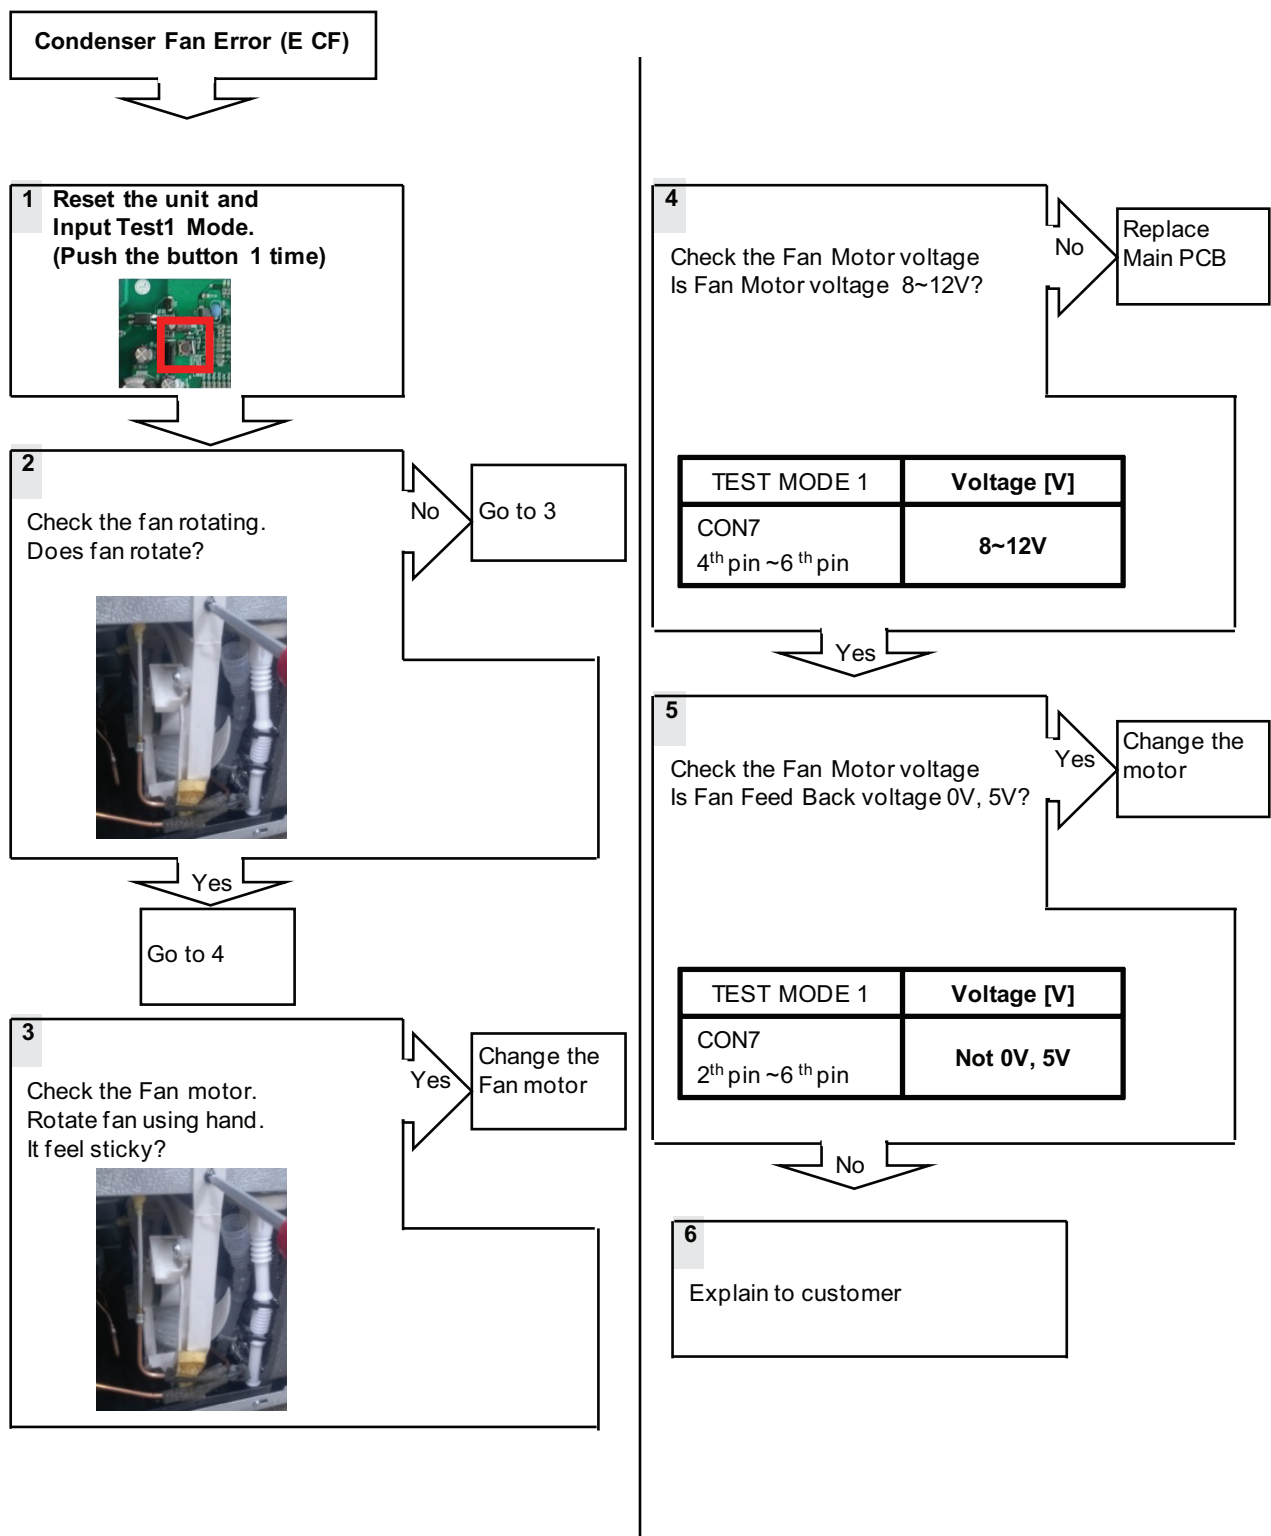 Condenser Fan Error (E CF)
1 Reset the unit and
Input Test1 Mode.
(Push the button 1 time)
2
Check the fan rotating.
Does fan rotate?
No
Go to 3
Yes
Go to 4
3
Check the Fan motor.
Rotate fan using hand.
It feel sticky?
Yes
Change the
Fan motor
4
Check the Fan Motor voltage
Is Fan Motor voltage 8~12V?
No
Replace
Main PCB
TEST MODE 1 Voltage [V]
CON7
4th pin ~6 th pin
8~12V
Yes
5
Check the Fan Motor voltage
Is Fan Feed Back voltage 0V, 5V?
Yes
Change the
motor
TEST MODE 1 Voltage [V]
CON7
2th pin ~6 th pin
Not 0V, 5V
No
6
Explain to customer